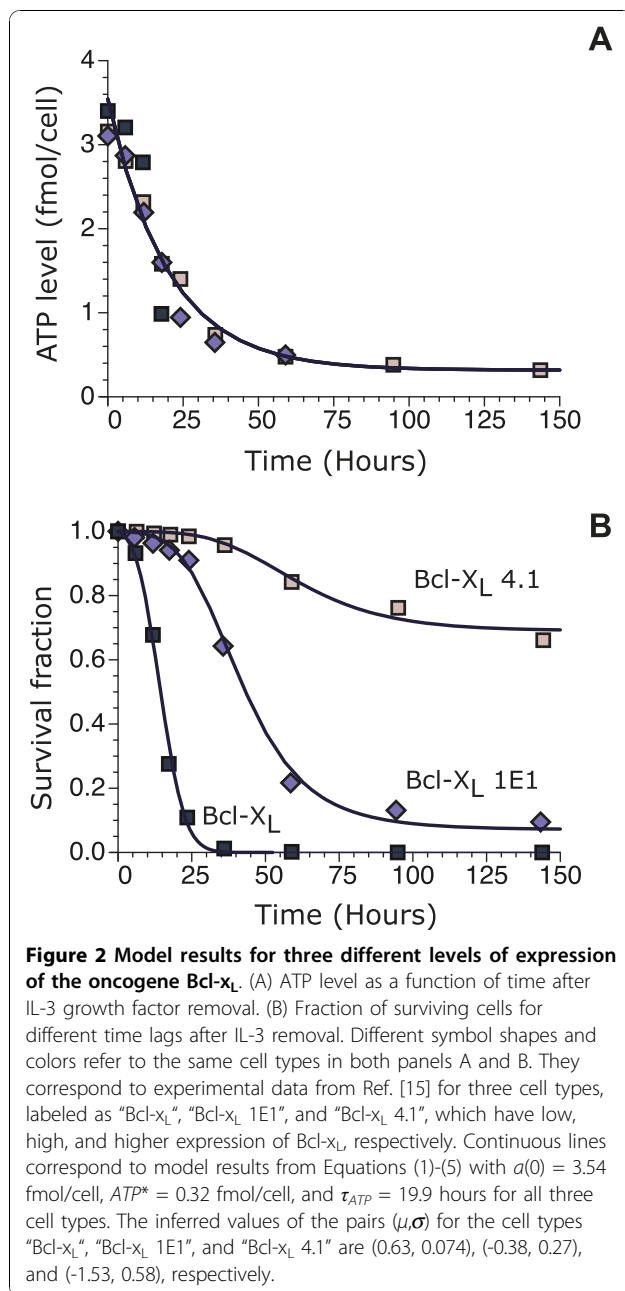 A
4
3
2
1
0
ATP level (fmol/cell)
0 25 50 75 100 125 150
Time (Hours)
B
1.0
0.8
0.6
0.4
0.2
0.0
Survival fraction
Bcl-XL 4.1
Bcl-XL 1E1
Bcl-XL
0 25 50 75 100 125 150
Time (Hours)
Figure 2 Model results for three different levels of expression
of the oncogene Bcl-xL. (A) ATP level as a function of time after
IL-3 growth factor removal. (B) Fraction of surviving cells for
different time lags after IL-3 removal. Different symbol shapes and
colors refer to the same cell types in both panels A and B. They
correspond to experimental data from Ref. [15] for three cell types,
labeled as “Bcl-xL“, “Bcl-xL 1E1”, and “Bcl-xL 4.1”, which have low,
high, and higher expression of Bcl-xL, respectively. Continuous lines
correspond to model results from Equations (1)-(5) with a(0) = 3.54
fmol/cell, ATP* = 0.32 fmol/cell, and τATP = 19.9 hours for all three
cell types. The inferred values of the pairs (μ,σ) for the cell types
“Bcl-xL“, “Bcl-xL 1E1”, and “Bcl-xL 4.1” are (0.63, 0.074), (-0.38, 0.27),
and (-1.53, 0.58), respectively.